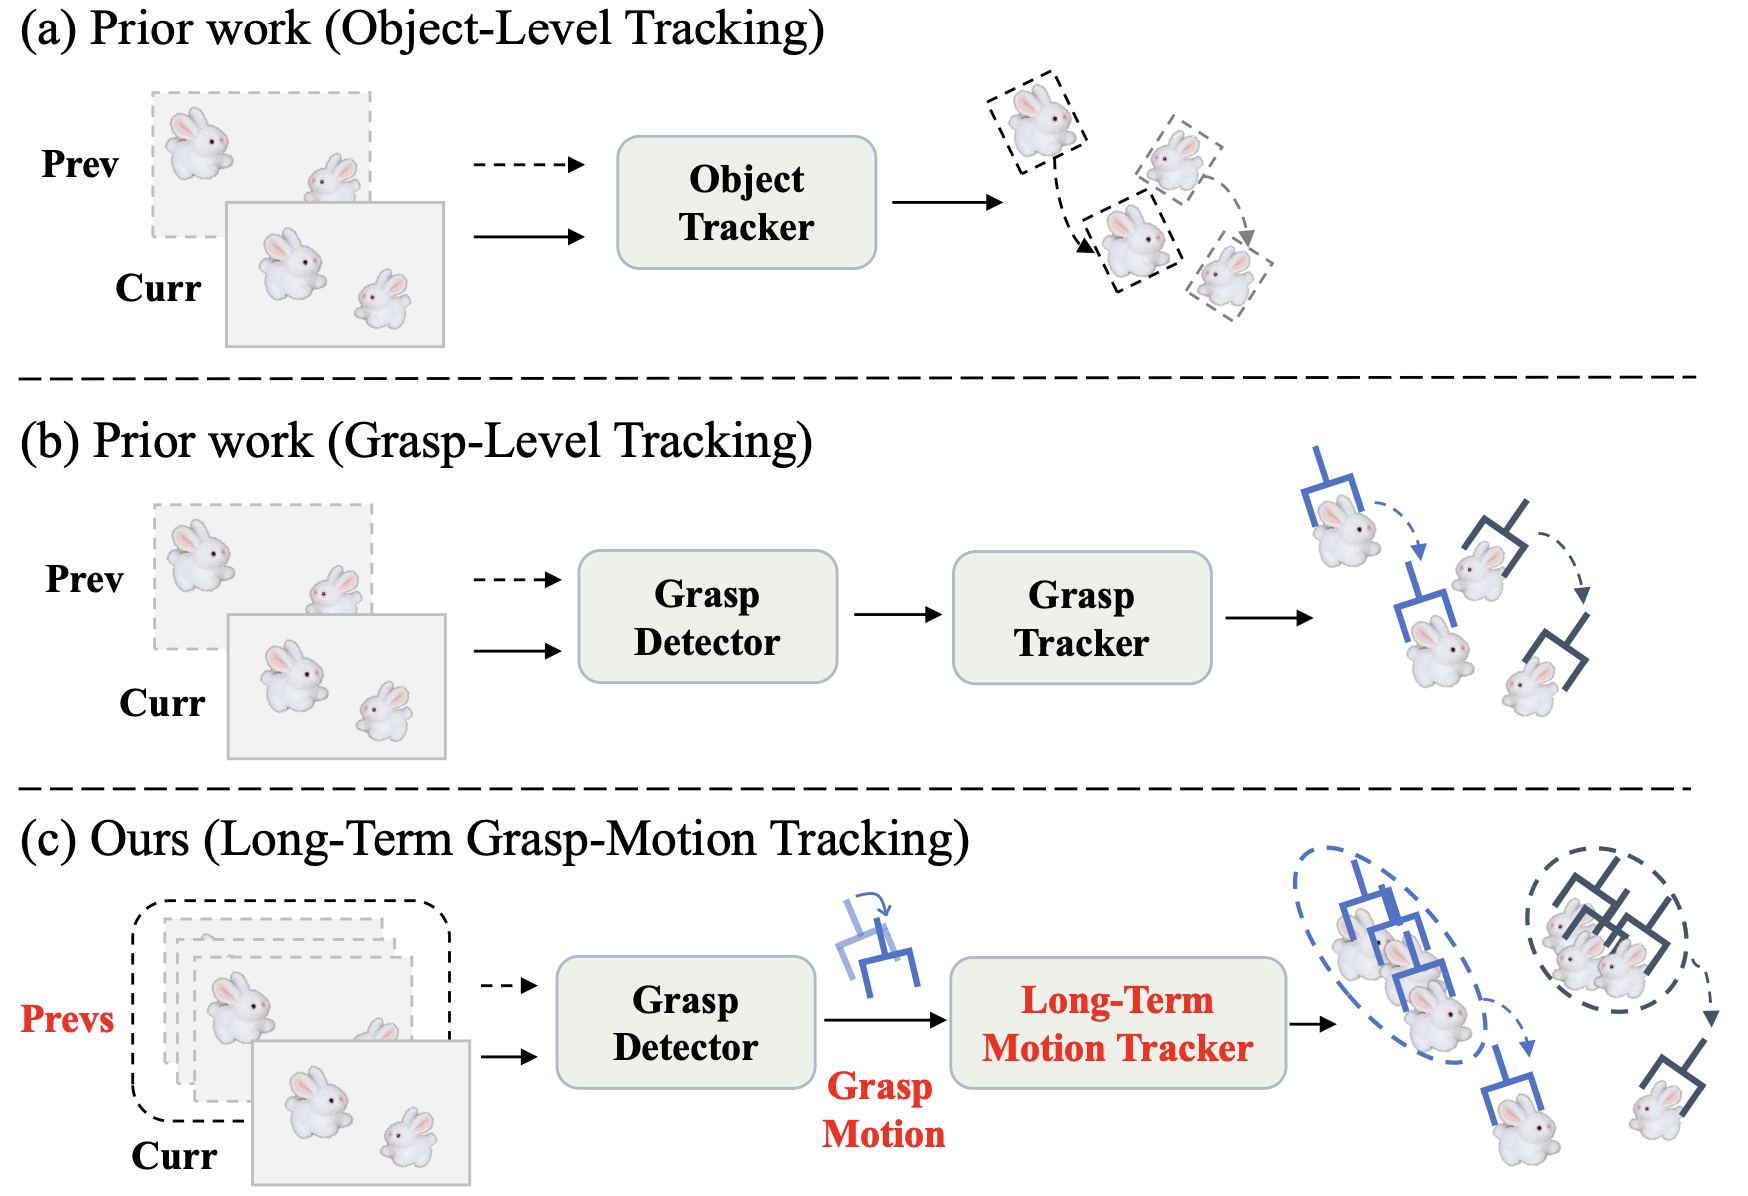 (a) Prior work (Object-Level Tracking)
Prev
Curr
Object
Tracker
(b) Prior work (Grasp-Level Tracking)
Prev
Curr
Grasp
Detector
Grasp
Tracker
(c) Ours (Long-Term Grasp-Motion Tracking)
Prevs
Curr
Grasp
Detector
Grasp
Motion
Long-Term
Motion Tracker